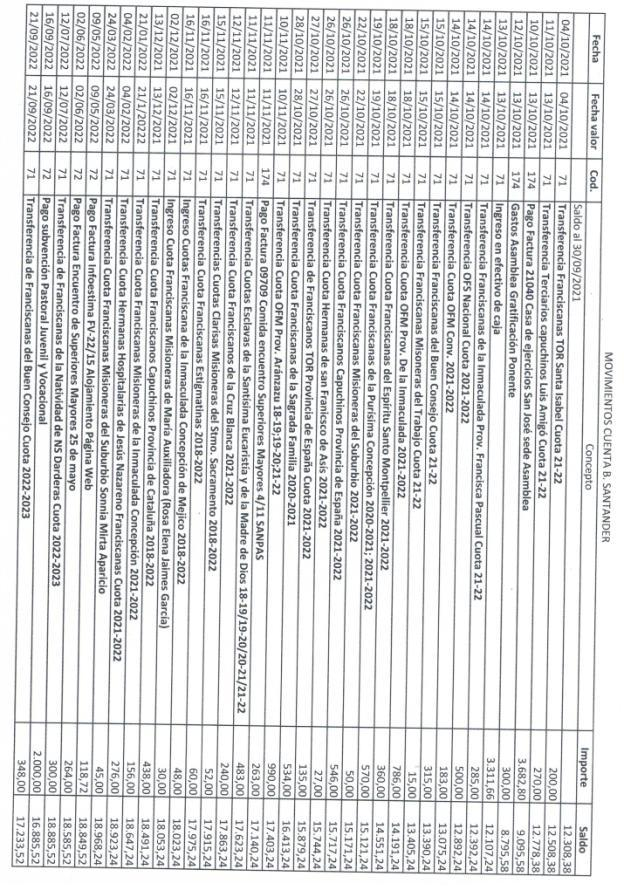 MOVIMIENTOS CUENTA B. SANTANDER
Fecha Fecha valor Cod. Concepto Importe Saldo
Saldo al 30/09/2021 12.308,38
04/10/2021 04/10/2021 71 Transferencia Franciscanas TOR Santa Isabel Cuota 21-22 200,00 12.508,38
11/10/2021 13/10/2021 71 Transferencia Terciarios capuchinos Luis Amigó Cuota 21-22 270,00 12.778,38
10/10/2021 13/10/2021 174 Pago Factura 21040 Casa de ejercicios San José sede Asamblea 3.682,80 9.095,58
12/10/2021 13/10/2021 174 Gastos Asamblea Gratificación Ponente 300,00 8.795,58
13/10/2021 13/10/2021 71 Ingreso en efectivo de caja 3.311,66 12.107,24
14/10/2021 14/10/2021 71 Transferencia Franciscanas de la Inmaculada Prov. Francisca Pascual Cuota 21-22 285,00 12.392,24
14/10/2021 14/10/2021 71 Transferencia OFS Nacional Cuota 2021-2022 500,00 12.892,24
14/10/2021 14/10/2021 71 Transferencia Cuota OFM Conv. 2021-2022 183,00 13.075,24
15/10/2021 15/10/2021 71 Transferencia Franciscanas del Buen Consejo Cuota 21-22 315,00 13.390,24
15/10/2021 15/10/2021 71 Transferencia Franciscanas Misoneras del Trabajo Cuota 21-22 15,00 13.405,24
18/10/2021 18/10/2021 71 Transferencia Cuota OFM Prov. De la Inmaculada 2021-2022 786,00 14.191,24
18/10/2021 18/10/2021 71 Transferencia Cuota Franciscanas del Espíritu Santo Montpellier 2021-2022 360,00 14.551,24
19/10/2021 19/10/2021 71 Transferencia Cuota Franciscanas de la Purísima Concepción 2020-2021; 2021-2022 570,00 15.121,24
22/10/2021 22/10/2021 71 Transferencia Cuota Franciscanas Misioneras del Suburbio 2021-2022 50,00 15.171,24
26/10/2021 26/10/2021 71 Transferencia Cuota Franciscanos Capuchinos Provincia de España 2021-2022 546,00 15.717,24
26/10/2021 26/10/2021 71 Transferencia Cuota Hermanas de san Franicsco de Asis 2021-2022 27,00 15.744,24
27/10/2021 27/10/2021 71 Transferencia de Franciscanos TOR Provincia de España Cuota 2021-2022 135,00 15.879,24
28/10/2021 28/10/2021 71 Transferencia Cuota Franciscanas de la Sagrada Familia 2020-2021 534,00 16.413,24
10/11/2021 10/11/2021 71 Transferencia Cuota OFM Prov. Aránzazu 18-19;19-20;21-22 990,00 17.403,24
11/11/2021 11/11/2021 174 Pago Factura 09709 Comida encuentro Superiores Mayores 4/11 SANPAS 263,00 17.140,24
11/11/2021 11/11/2021 71 Transferencia Cuotas Esclavas de la Santísima Eucaristía y de la Madre de Dios 18-19/19-20/20-21/21-22 483,00 17.623,24
12/11/2021 12/11/2021 71 Transferencia Cuota Franciscanos de la Cruz Blanca 2021-2022 240,00 17.863,24
15/11/2021 15/11/2021 71 Transferencias Cuotas Clarisas Misioneras del Stmo. Sacramento 2018-2022 52,00 17.915,24
16/11/2021 16/11/2021 71 Transferencia Cuota Franciscanas Estigmatinas 2018-2022 60,00 17.975,24
16/11/2021 16/11/2021 71 Ingreso Cuotas Franciscana de la Inmaculada Concepción de Mejico 2018-2022 48,00 18.023,24
02/12/2021 02/12/2021 71 Ingreso Cuota Franciscanas Misioneras de María Auxiliadora (Rosa Elena Jaimes García) 30,00 18.053,24
13/12/2021 13/12/2021 71 Transferencia Cuota Franciscanos Capuchinos Provincia de Cataluña 2018-2022 438,00 18.491,24
21/01/2022 21/1/2022 71 Transferencia Cuota Franciscanas Misioneras de la Inmaculada Concepción 2021-2022 156,00 18.647,24
04/02/2022 04/02/2022 71 Transferencia Cuota Hermanas Hospitalarias de Jesús Nazareno Franciscanas Cuota 2021-2022 276,00 18.923,24
24/03/2022 24/03/2022 71 Transferencia Cuota Franciscanas Misioneras del Suburbio Sonnia Mirta Aparicio 45,00 18.968,24
09/05/2022 09/05/2022 72 Pago Factura Infoestima FV-22/15 Alojamiento Página Web 118,72 18.849,52
02/06/2022 02/06/2022 72 Pago Factura Encuentro de Superiores Mayores 25 de mayo 264,00 18.585,52
12/07/2022 12/07/2022 71 Transferencia de Franciscanas de la Natividad de NS Darderas Cuota 2022-2023 300,00 18.885,52
16/09/2022 16/09/2022 72 Pago subvención Pastoral Juvenil y Vocacional 2.000,00 16.885,52
21/09/2022 21/09/2022 71 Transferencia de Franciscanas del Buen Consejo Cuota 2022-2023 348,00 17.233,52